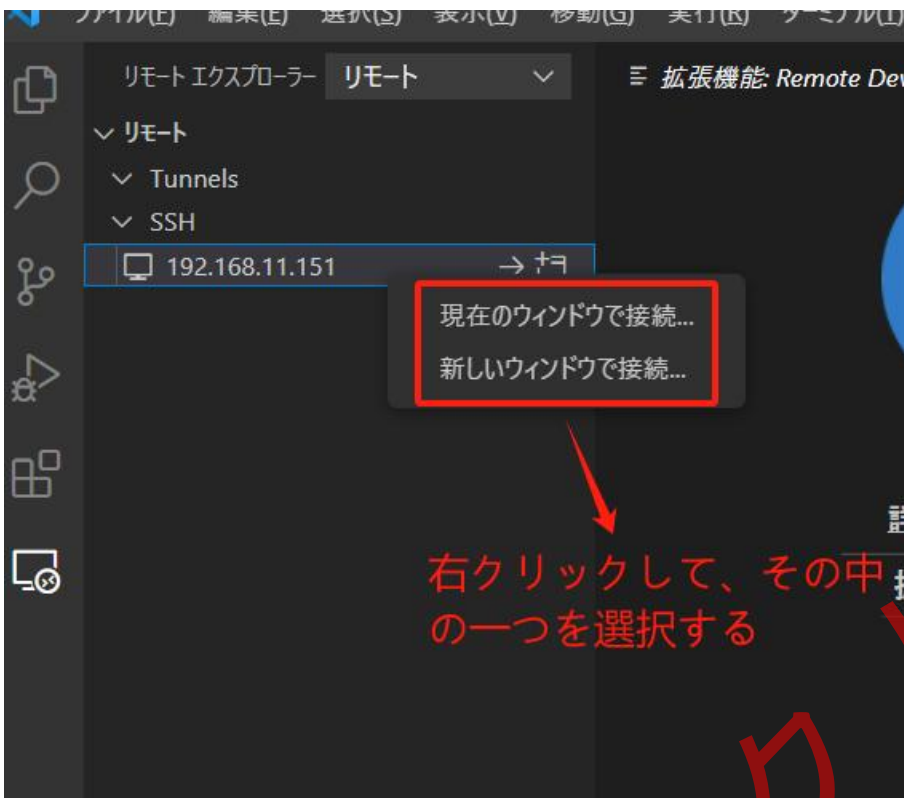 ファイル(F) 編集(E) 選択(S) 表示(V) 移動(G) 実行(R) ターミナル(T)
リモート エクスプローラー リモート
拡張機能: Remote Dev
リモート
Tunnels
SSH
192.168.11.151
現在のウィンドウで接続...
新しいウィンドウで接続...
右クリックして、その中
の一つを選択する